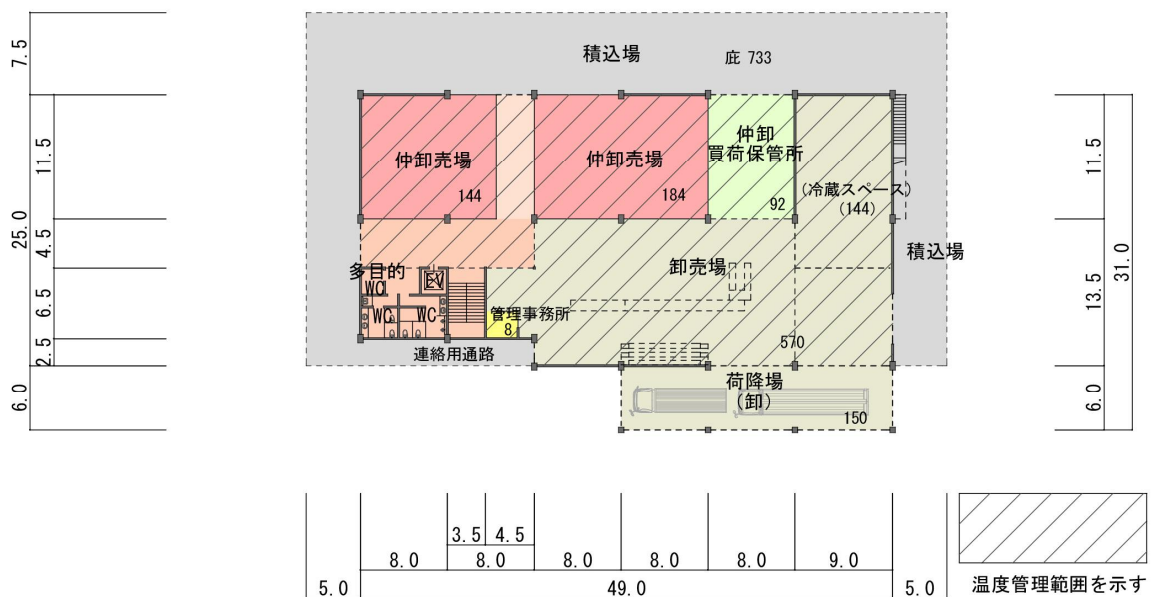 積込場
庇 733
仲卸売場
144
仲卸売場
184
仲卸
買荷保管所
92
(冷蔵スペース)
(144)
積込場
多目的
WC
EV
WC
WC
管理事務所
8
連絡用通路
卸売場
570
荷降場
(卸)
150
7.5
11.5
25.0
4.5
6.5
2.5
6.0
11.5
31.0
13.5
6.0
3.5
4.5
8.0
8.0
8.0
8.0
8.0
9.0
5.0
49.0
5.0
温度管理範囲を示す